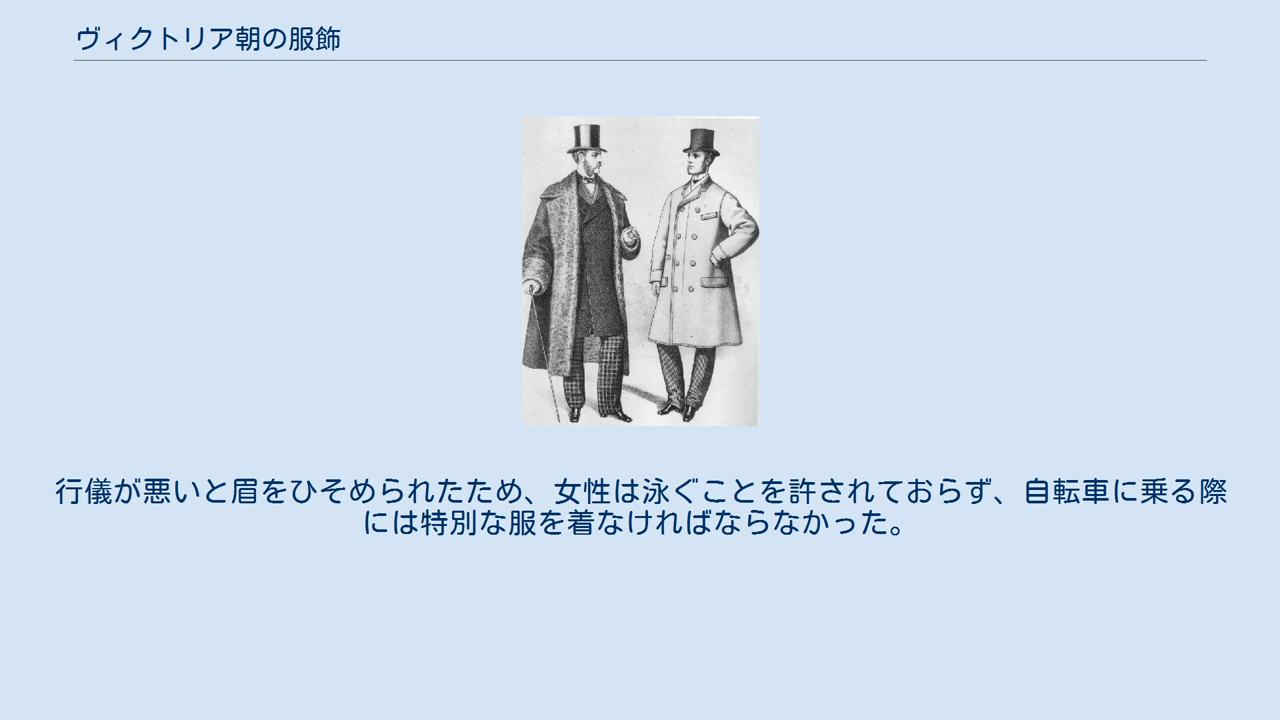 ヴィクトリア朝の服飾
行儀が悪いと眉をひそめられたため、女性は泳ぐことを許されておらず、自転車に乗る際
には特別な服を着なければならなかった。